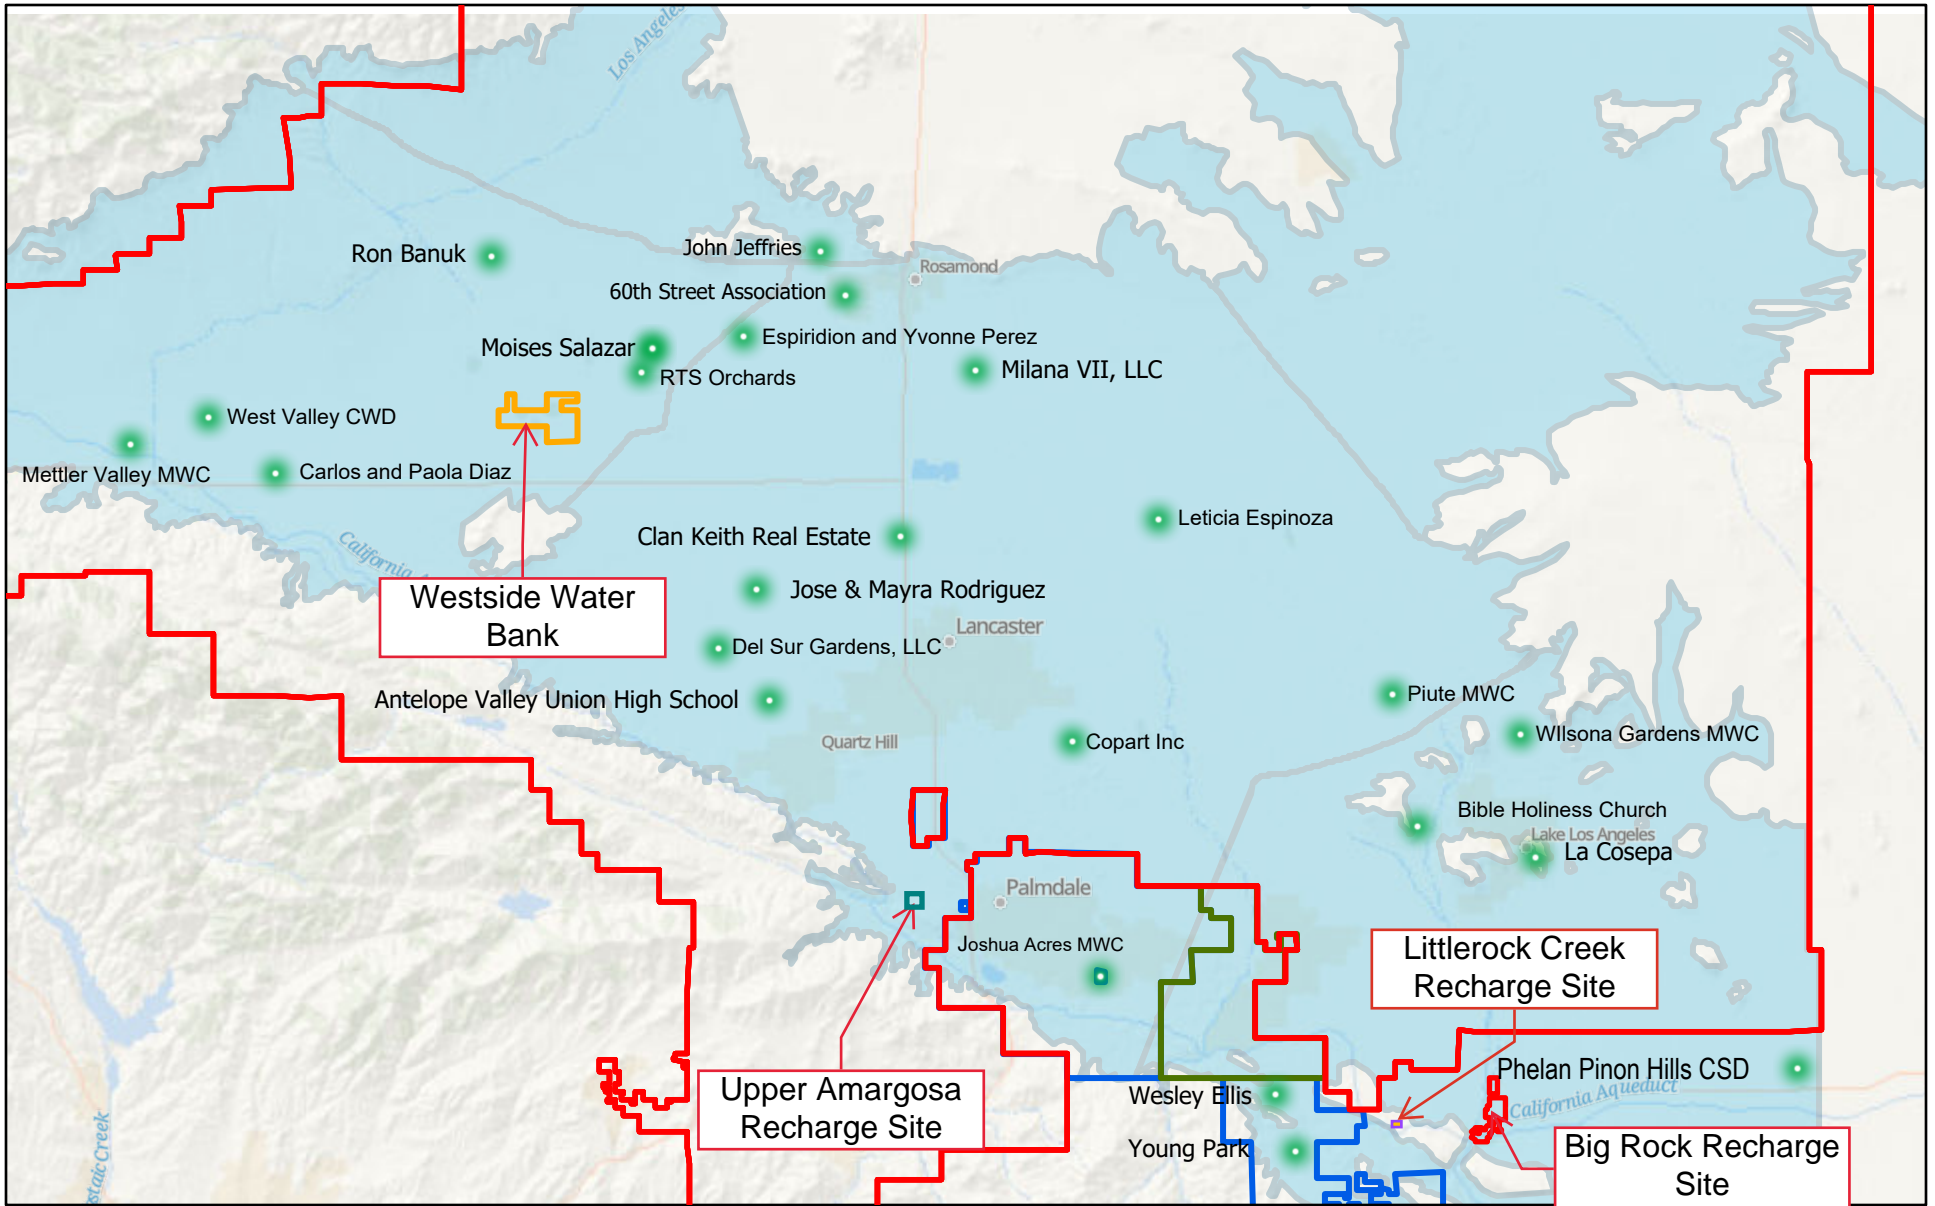 Los Angeles
Ron Banuk
John Jeffries
Rosamond
60th Street Association
Espiridion and Yvonne Perez
Moises Salazar
RTS Orchards
Milana VII, LLC
West Valley CWD
Mettler Valley MWC
Carlos and Paola Diaz
Leticia Espinoza
Clan Keith Real Estate
California A
Westside Water
Bank
Jose & Mayra Rodriguez
Lancaster
Del Sur Gardens, LLC
Antelope Valley Union High School
Piute MWC
WIlsona Gardens MWC
Quartz Hill
Copart Inc
Bible Holiness Church
Lake Los Angeles
La Cosepa
Palmdale
Joshua Acres MWC
Littlerock Creek
Recharge Site
Phelan Pinon Hills CSD
California Aqueduct
Upper Amargosa
Recharge Site
Wesley Ellis
Young Park
Big Rock Recharge
Site
staic Creek